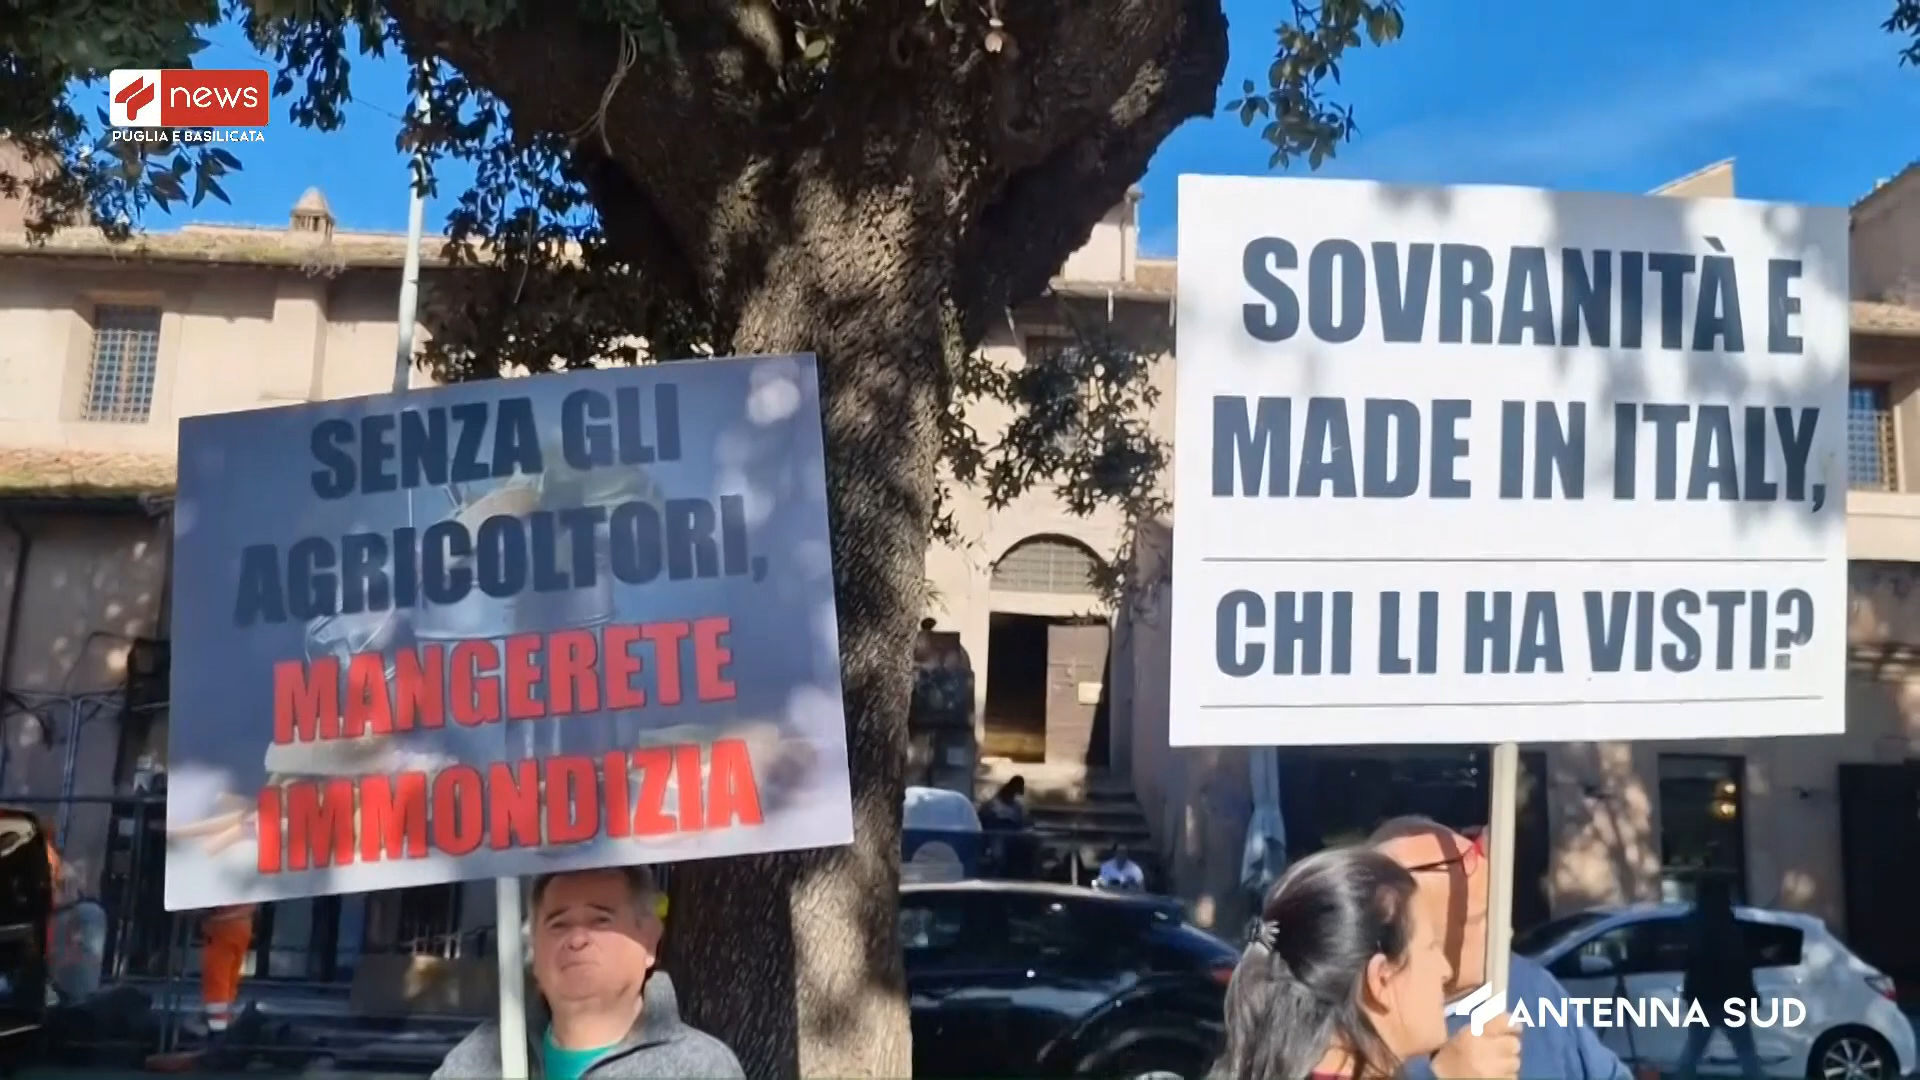 news
PUGLIA E BASILICATA
SENZA GLI
AGRICOLTORI,
MANGERETE
IMMONDIZIA
SOVRANITÀ E
MADE IN ITALY,
CHI LI HA VISTI?
ANTENNA SUD